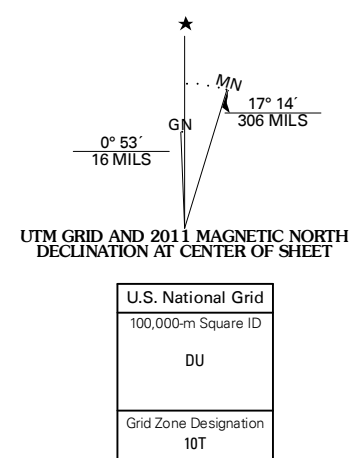 ★
MN
GN
17° 14´
306 MILS
0° 53´
16 MILS
UTM GRID AND 2011 MAGNETIC NORTH
DECLINATION AT CENTER OF SHEET
U.S. National Grid
100,000-m Square ID
DU
Grid Zone Designation
10T